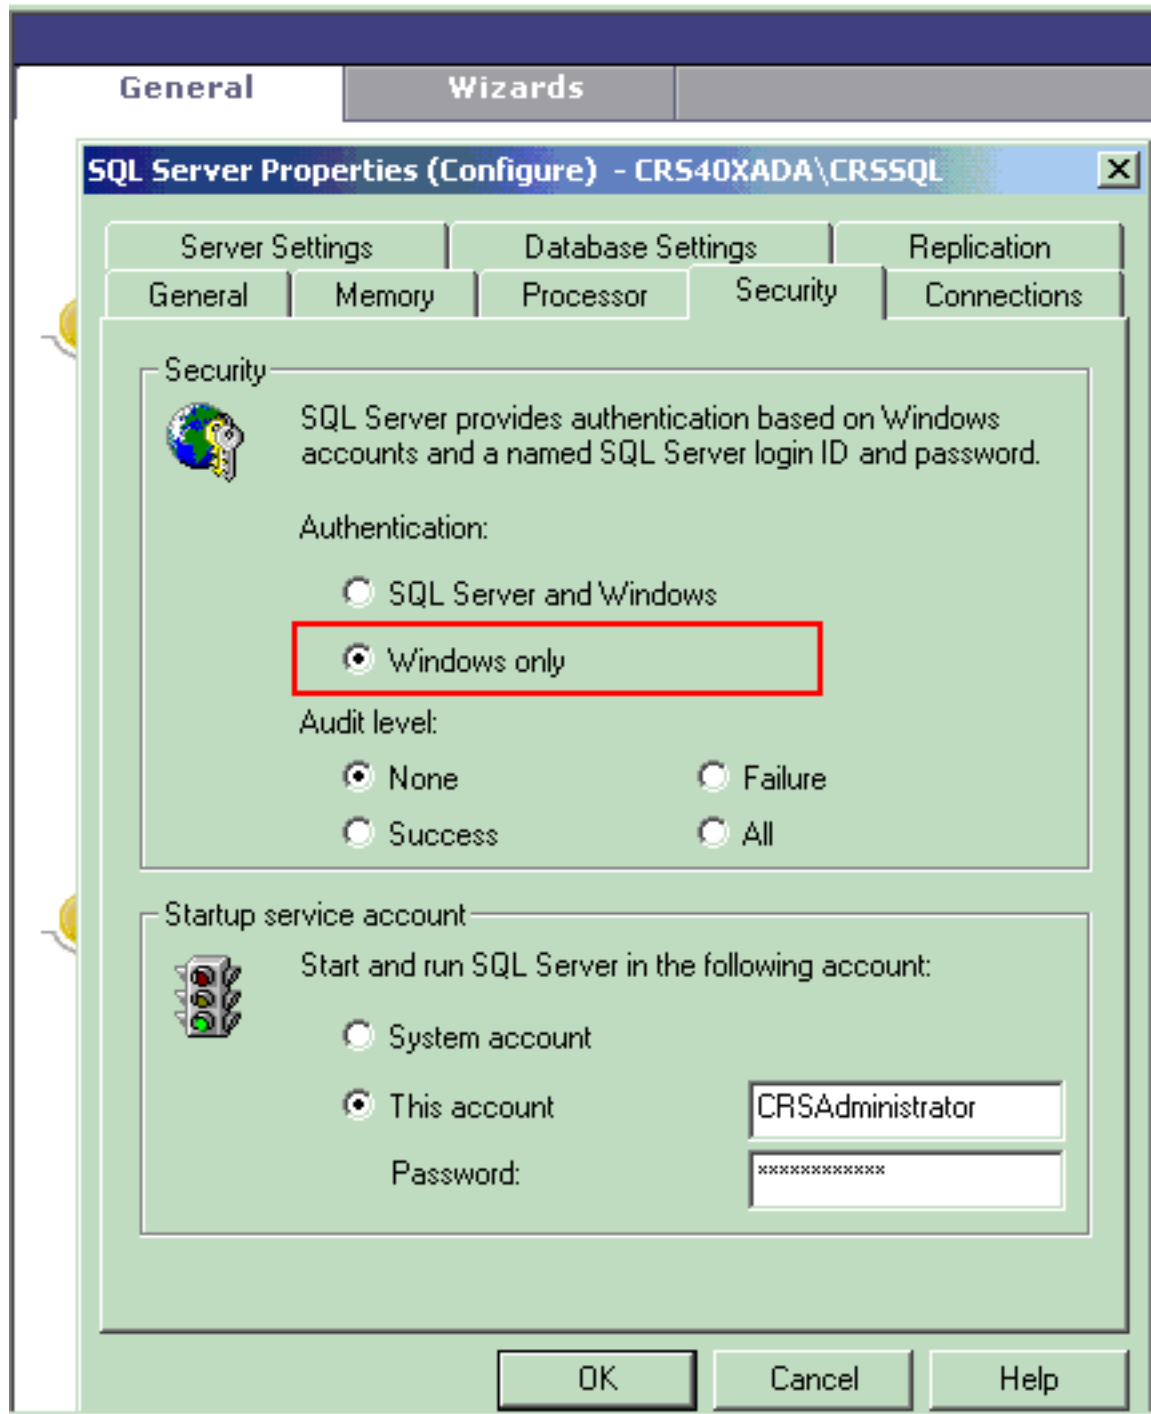 General Wizards
SQL Server Properties (Configure) - CRS40XADA\CRSSQL
Server Settings Database Settings Replication
General Memory Processor Security Connections
Security
SQL Server provides authentication based on Windows
accounts and a named SQL Server login ID and password.
Authentication:
SQL Server and Windows
Windows only
Audit level:
None Failure
Success All
Startup service account
Start and run SQL Server in the following account:
System account
This account CRSAdministrator
Password: ************
OK Cancel Help